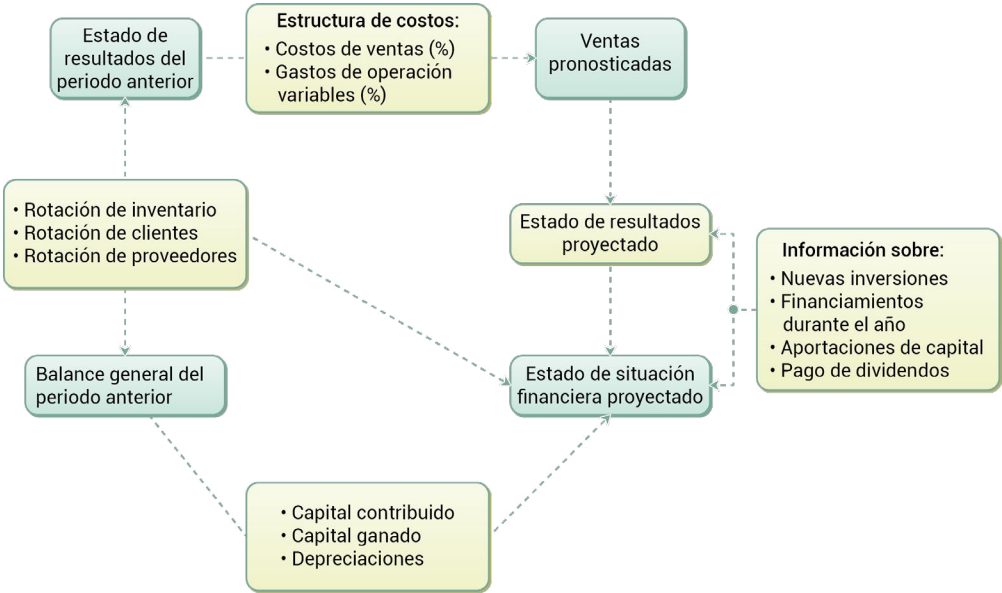 Estado de
resultados del
periodo anterior
Estructura de costos:
• Costos de ventas (%)
• Gastos de operación
variables (%)
Ventas
pronosticadas
• Rotación de inventario
• Rotación de clientes
• Rotación de proveedores
Estado de resultados
proyectado
Información sobre:
• Nuevas inversiones
• Financiamientos
durante el año
• Aportaciones de capital
• Pago de dividendos
Balance general del
periodo anterior
Estado de situación
financiera proyectado
• Capital contribuido
• Capital ganado
• Depreciaciones